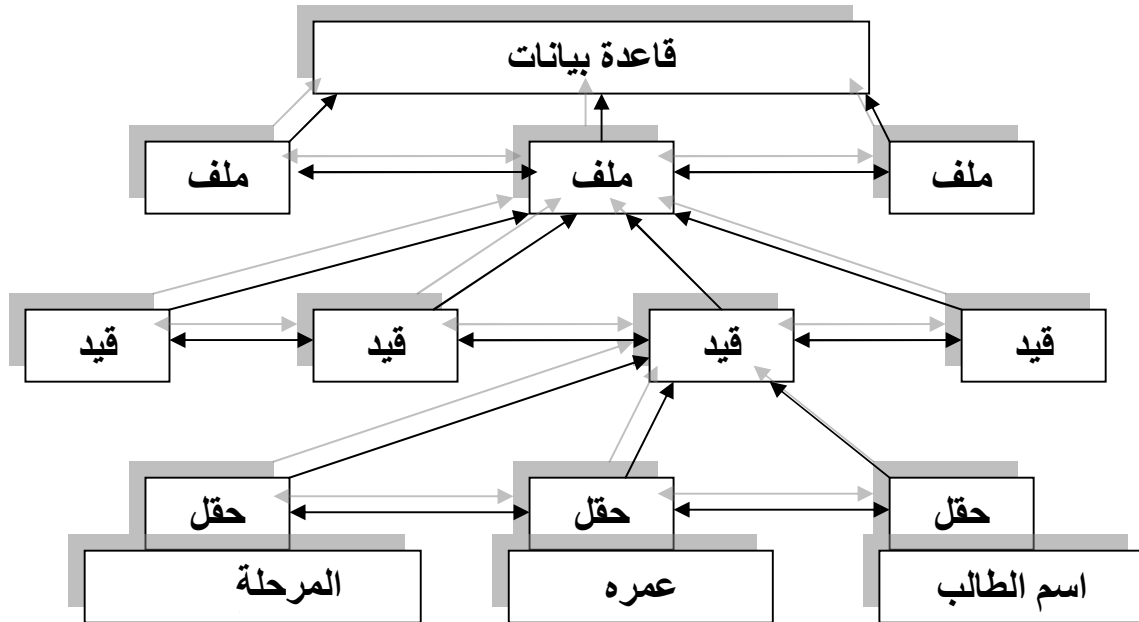 قاعدة بيانات
ملف ملف ملف
قيد قيد قيد قيد
حقل حقل حقل
اسم الطالب عمره المرحلة